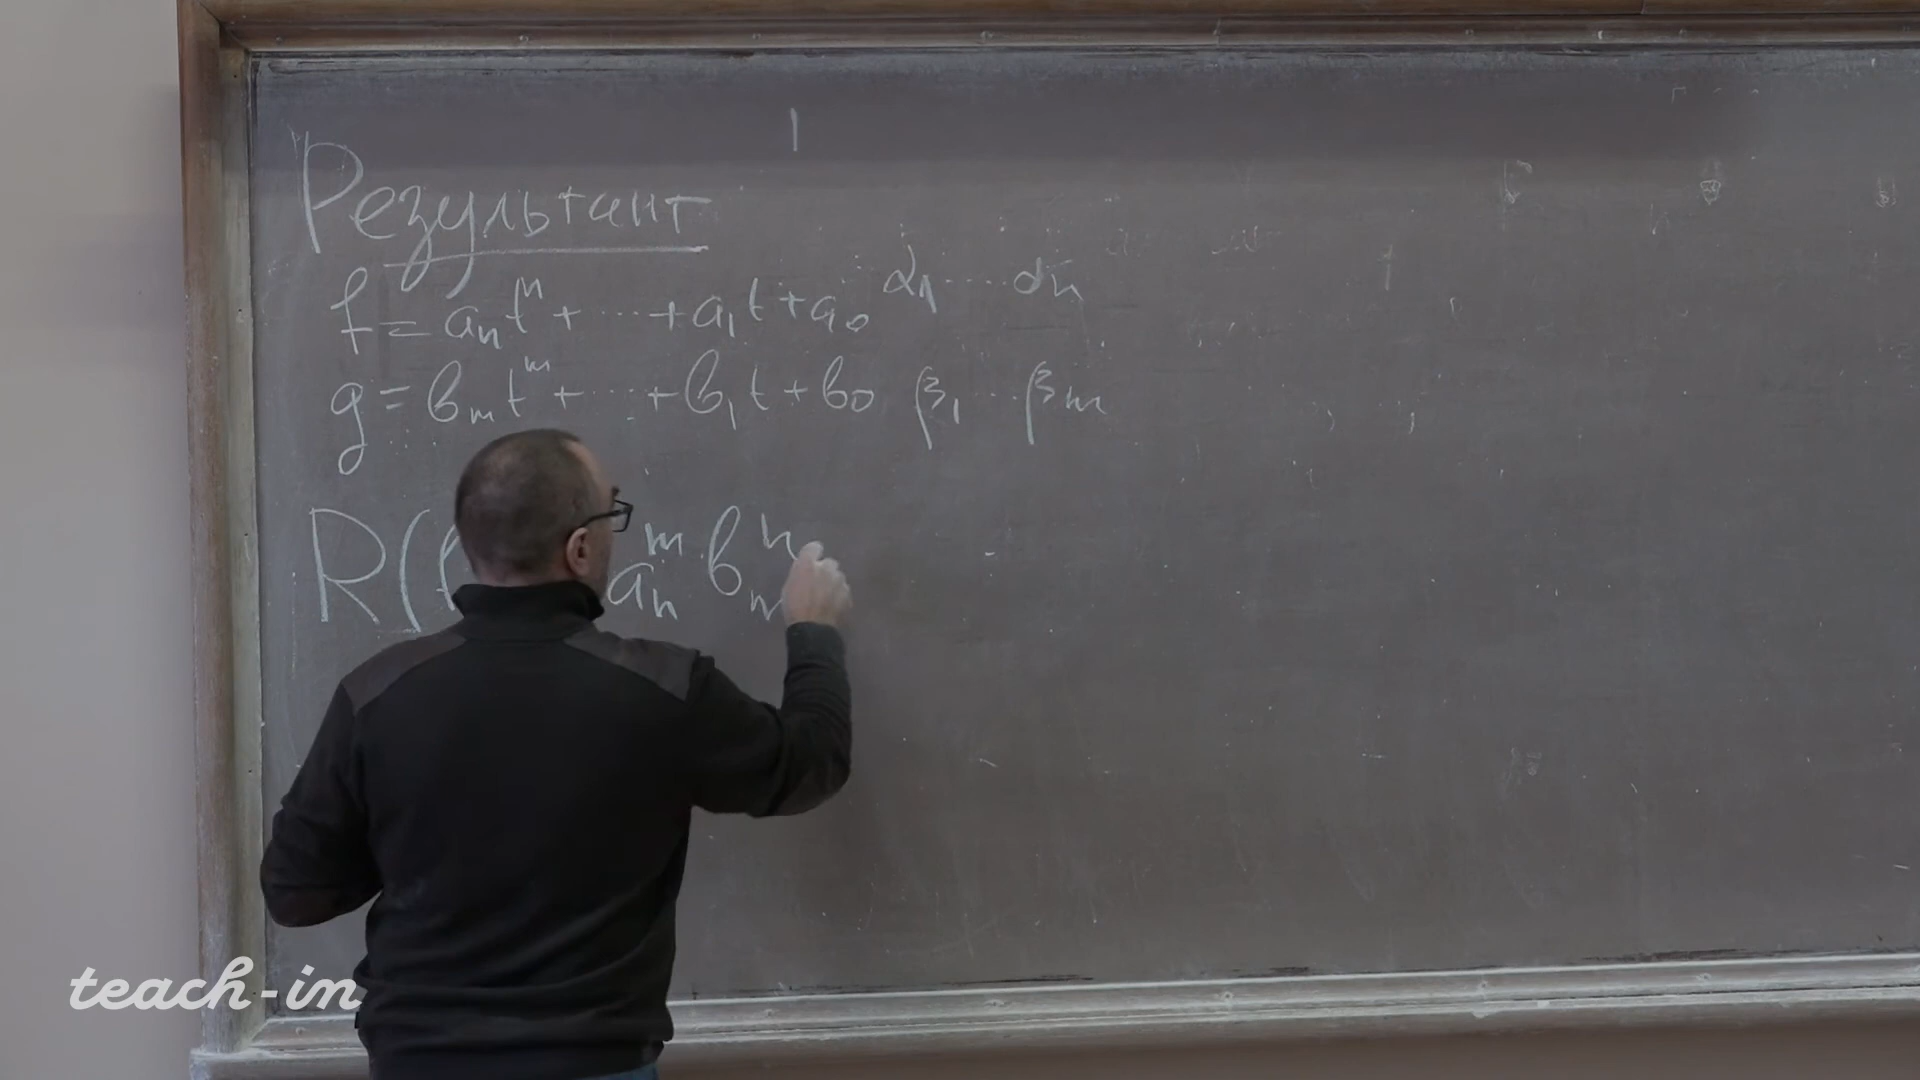 Результант
f = aₙtⁿ + ... + a₁t + a₀ α₁ ... αₙ
g = bₘtᵐ + ... + b₁t + b₀ β₁ ... βₘ
R( aₙᵐ bₘⁿ
teach-in